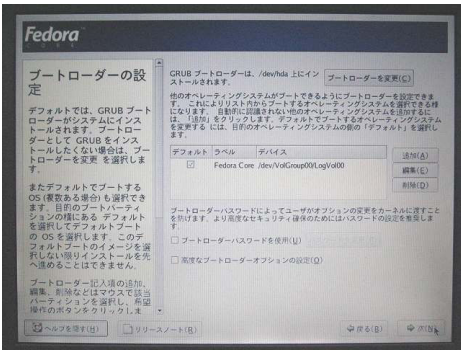 Fedora
CORE
ブートローダーの設
定
デフォルトでは、GRUB ブート
ローダーがシステムにインス
トールされます。ブートロー
ダーとして GRUB をインス
トールしたくない場合は、ブー
トローダーを変更 を選択しま
す。
またデフォルトでブートする
OS (複数ある場合)も選択でき
ます。目的のブートパーティ
ションの横にある デフォルト
を選択してデフォルトブート
の OS を選択します。このデ
フォルトブートのイメージを選
択しない限りインストールを先
へ進めることはできません。
ブートローダー記入項の追加、
編集、削除などはマウスで該当
パーティションを選択し、希望
操作のボタンをクリックしま
GRUB ブートローダーは、/dev/hda 上にイン
ストールされます。
ブートローダーを変更(C)
他のオペレーティングシステムがブートできるようにブートローダーを設定できま
す。 これによりリスト内からブートするオペレーティングシステムを選択できる様
になります。 自動的に認識されない他のオペレーティングシステムを追加するに
は、「追加」をクリックします。デフォルトでブートするオペレーティングシステム
を変更する には、目的のオペレーティングシステムの側の「デフォルト」を選択し
ます。
デフォルト ラベル デバイス
Fedora Core /dev/VolGroup00/LogVol00
追加(A)
編集(E)
削除(D)
ブートローダーパスワードによってユーザがオプションの変更をカーネルに渡すこと
を防げます。より高度なセキュリティ確保のためにはパスワードの設定を推奨しま
す。
ブートローダーパスワードを使用(U)
高度なブートローダーオプションの設定(O)
ヘルプを隠す(H)
リリースノート(R)
戻る(B)
次(N)